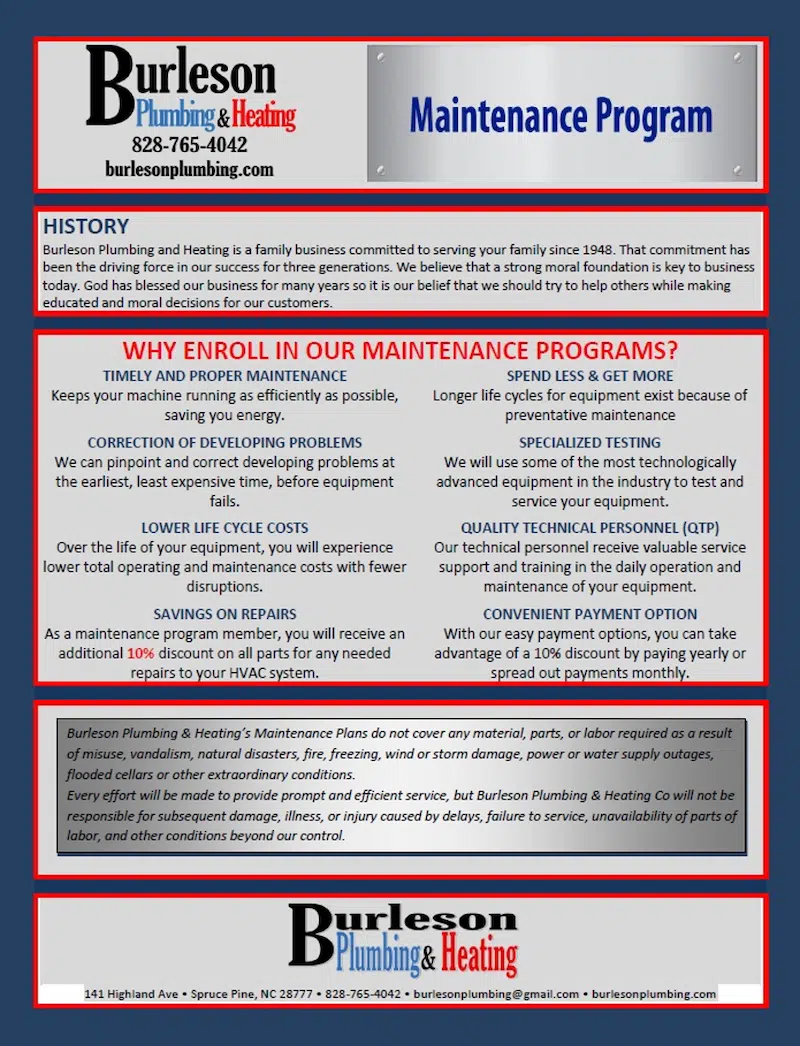 Burleson
Plumbing & Heating
828-765-4042
burlesonplumbing.com
Maintenance Program
HISTORY
Burleson Plumbing and Heating is a family business committed to serving your family since 1948. That commitment has
been the driving force in our success for three generations. We believe that a strong moral foundation is key to business
today. God has blessed our business for many years so it is our belief that we should try to help others while making
educated and moral decisions for our customers.
WHY ENROLL IN OUR MAINTENANCE PROGRAMS?
TIMELY AND PROPER MAINTENANCE
Keeps your machine running as efficiently as possible,
saving you energy.
CORRECTION OF DEVELOPING PROBLEMS
We can pinpoint and correct developing problems at
the earliest, least expensive time, before equipment
fails.
LOWER LIFE CYCLE COSTS
Over the life of your equipment, you will experience
lower total operating and maintenance costs with fewer
disruptions.
SAVINGS ON REPAIRS
As a maintenance program member, you will receive an
additional 10% discount on all parts for any needed
repairs to your HVAC system.
SPEND LESS & GET MORE
Longer life cycles for equipment exist because of
preventative maintenance
SPECIALIZED TESTING
We will use some of the most technologically
advanced equipment in the industry to test and
service your equipment.
QUALITY TECHNICAL PERSONNEL (QTP)
Our technical personnel receive valuable service
support and training in the daily operation and
maintenance of your equipment.
CONVENIENT PAYMENT OPTION
With our easy payment options, you can take
advantage of a 10% discount by paying yearly or
spread out payments monthly.
Burleson Plumbing & Heating's Maintenance Plans do not cover any material, parts, or labor required as a result
of misuse, vandalism, natural disasters, fire, freezing, wind or storm damage, power or water supply outages,
flooded cellars or other extraordinary conditions.
Every effort will be made to provide prompt and efficient service, but Burleson Plumbing & Heating Co will not be
responsible for subsequent damage, illness, or injury caused by delays, failure to service, unavailability of parts of
labor, and other conditions beyond our control.
Burleson
Plumbing & Heating
141 Highland Ave • Spruce Pine, NC 28777 • 828-765-4042 • burlesonplumbing@gmail.com • burlesonplumbing.com